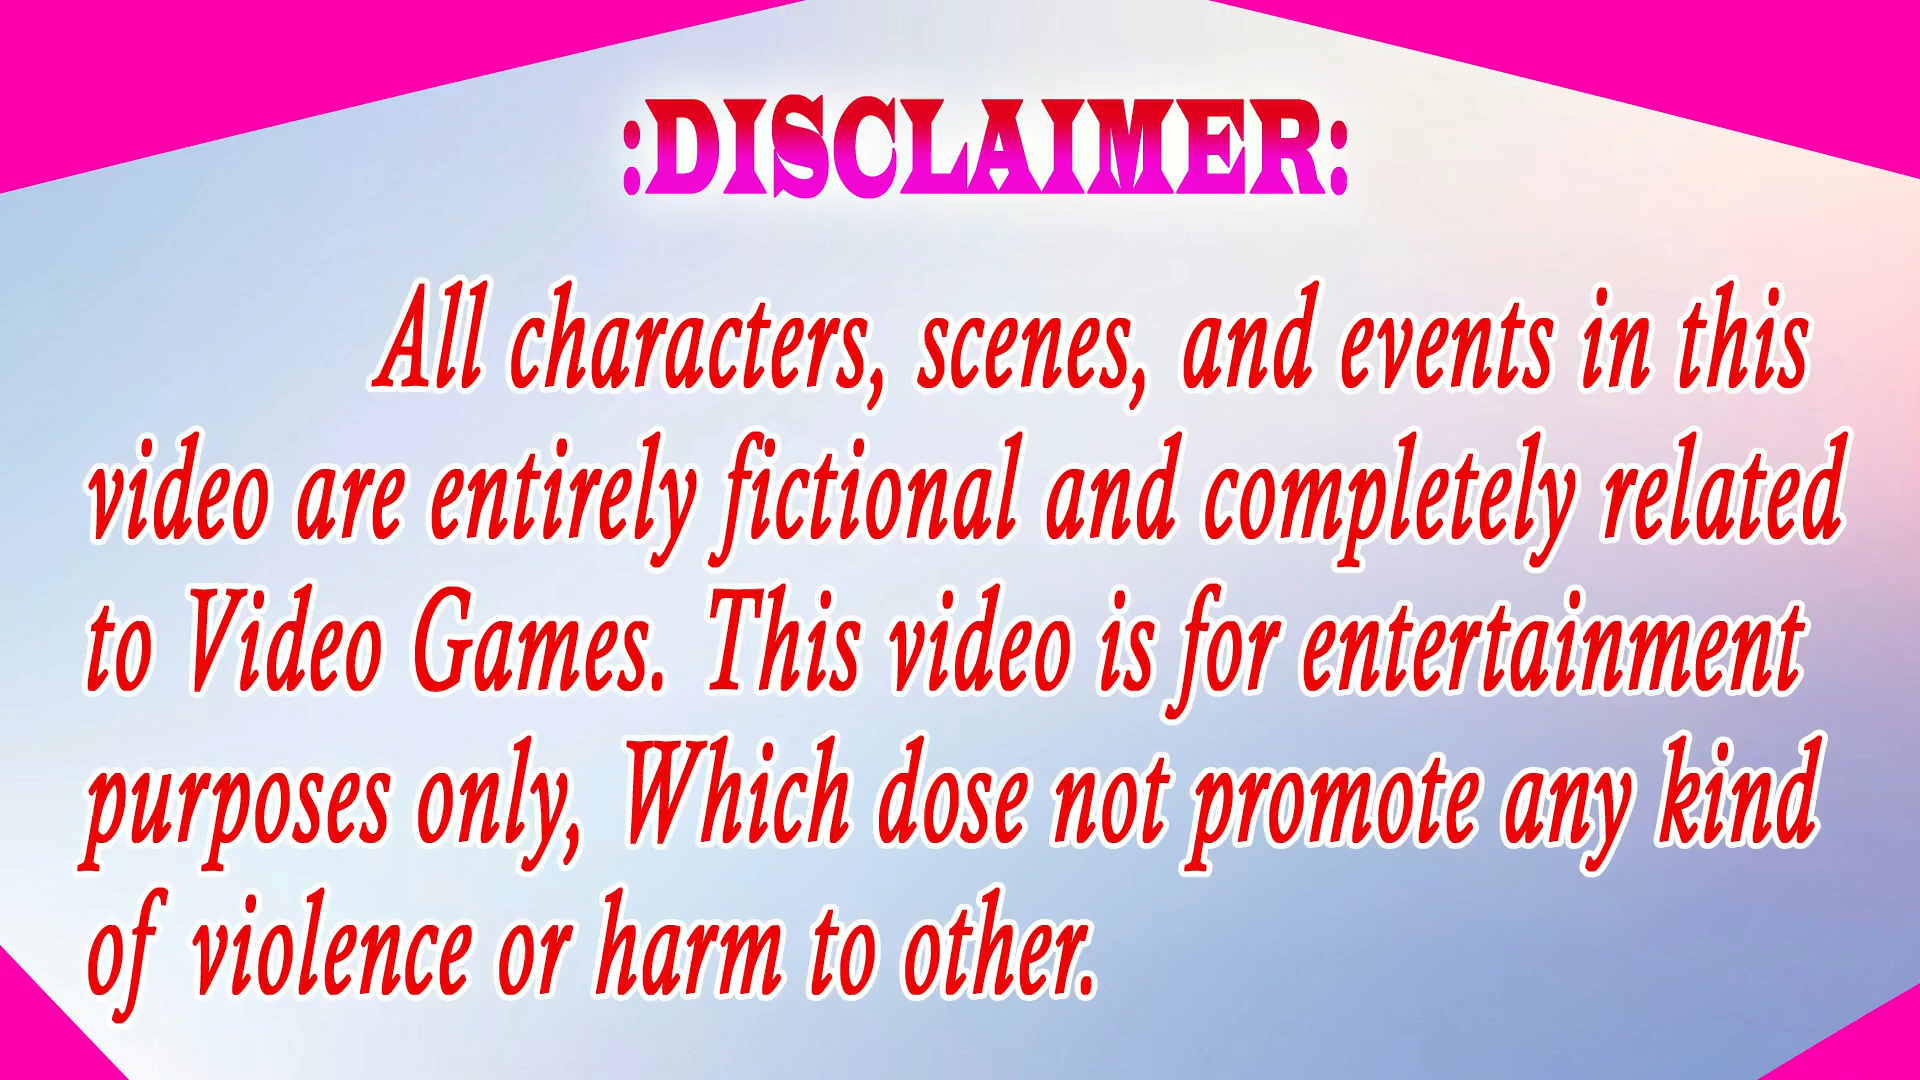 :DISCLAIMER:
All characters, scenes, and events in this
video are entirely fictional and completely related
to Video Games. This video is for entertainment
purposes only, Which dose not promote any kind
of violence or harm to other.